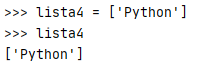 >>> lista4 = ['Python']
>>> lista4
['Python']